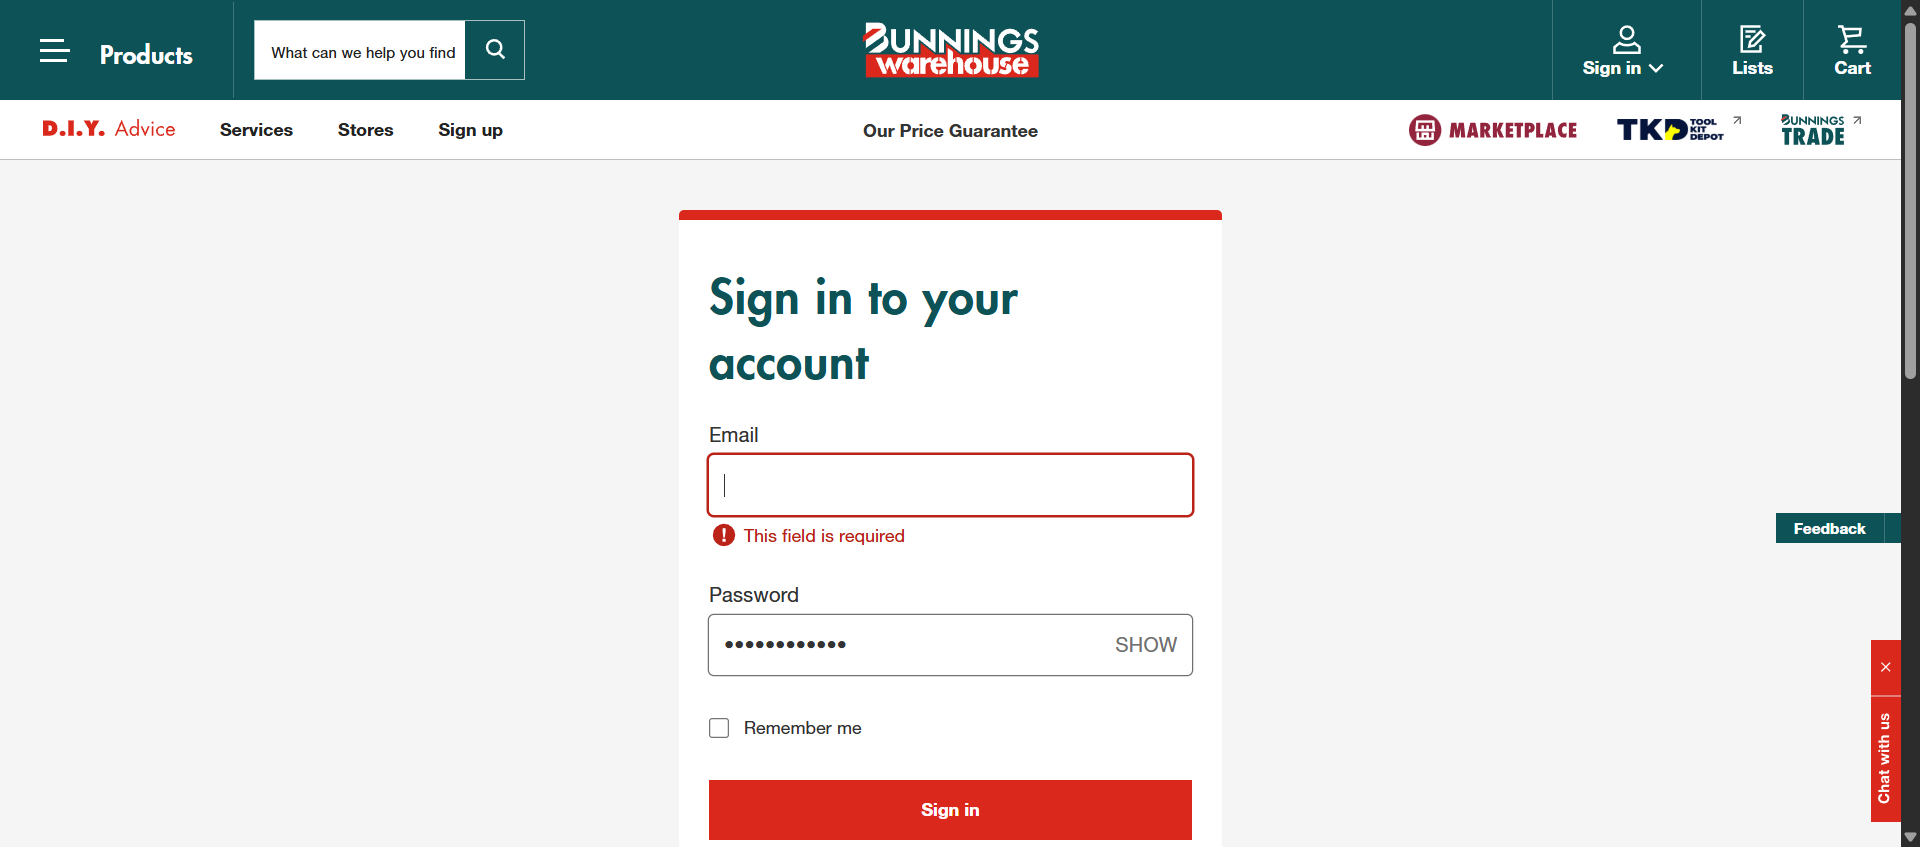 Products
What can we help you find
BUNNINGS
warehouse
Sign in
Lists
Cart
D.I.Y. Advice
Services
Stores
Sign up
Our Price Guarantee
MARKETPLACE
TKD TOOL KIT DEPOT
BUNNINGS
TRADE
Sign in to your
account
Email
This field is required
Password
••••••••••••
SHOW
Remember me
Sign in
Feedback
Chat with us